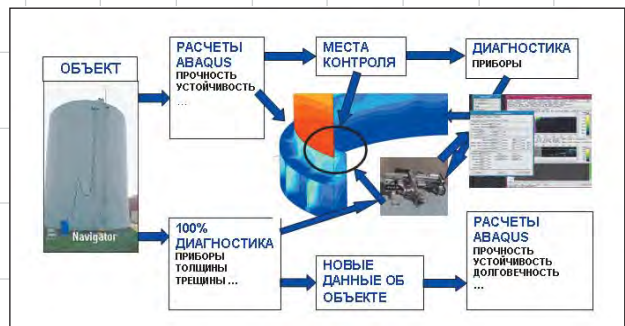 ОБЪЕКТ
Navigator
РАСЧЕТЫ
ABAQUS
ПРОЧНОСТЬ
УСТОЙЧИВОСТЬ
...
МЕСТА
КОНТРОЛЯ
ДИАГНОСТИКА
ПРИБОРЫ
100%
ДИАГНОСТИКА
ПРИБОРЫ
ТОЛЩИНЫ
ТРЕЩИНЫ ...
НОВЫЕ
ДАННЫЕ ОБ
ОБЪЕКТЕ
РАСЧЕТЫ
ABAQUS
ПРОЧНОСТЬ
УСТОЙЧИВОСТЬ
ДОЛГОВЕЧНОСТЬ
...